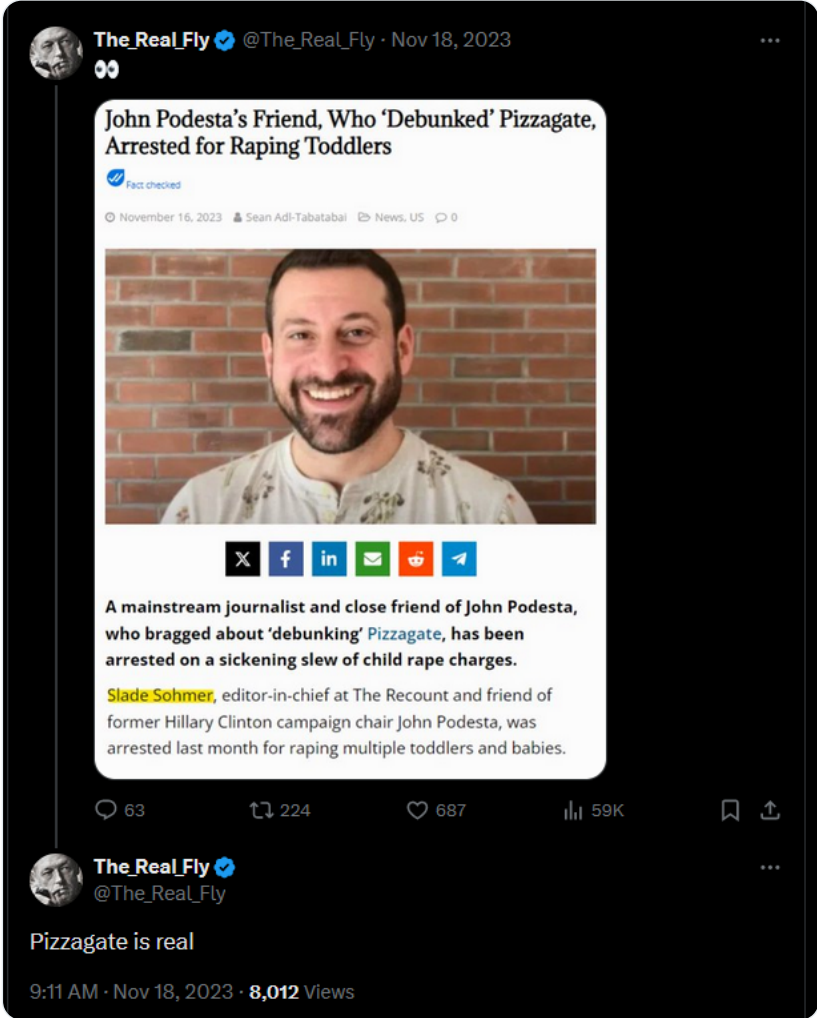 The_Real_Fly @The_Real_Fly · Nov 18, 2023
👀
John Podesta's Friend, Who 'Debunked' Pizzagate,
Arrested for Raping Toddlers
Fact checked
November 16, 2023 Sean Adl-Tabatabai News, US 0
X f in
A mainstream journalist and close friend of John Podesta,
who bragged about 'debunking' Pizzagate, has been
arrested on a sickening slew of child rape charges.
Slade Sohmer, editor-in-chief at The Recount and friend of
former Hillary Clinton campaign chair John Podesta, was
arrested last month for raping multiple toddlers and babies.
63 224 687 59K
The_Real_Fly
@The_Real_Fly
Pizzagate is real
9:11 AM · Nov 18, 2023 · 8,012 Views